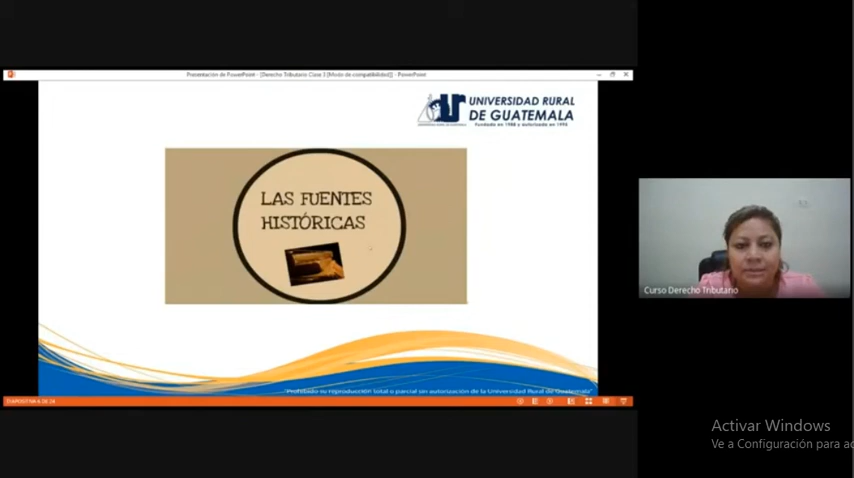 Presentación de PowerPoint - [Derecho Tributario Clase 2 [Modo de compatibilidad]] - PowerPoint
UNIVERSIDAD RURAL
DE GUATEMALA
LAS FUENTES
HISTÓRICAS
Curso Derecho Tributario
"Prohibido su reproducción total o parcial sin autorización de la Universidad Rural de Guatemala"
Activar Windows
Ve a Configuración para ac